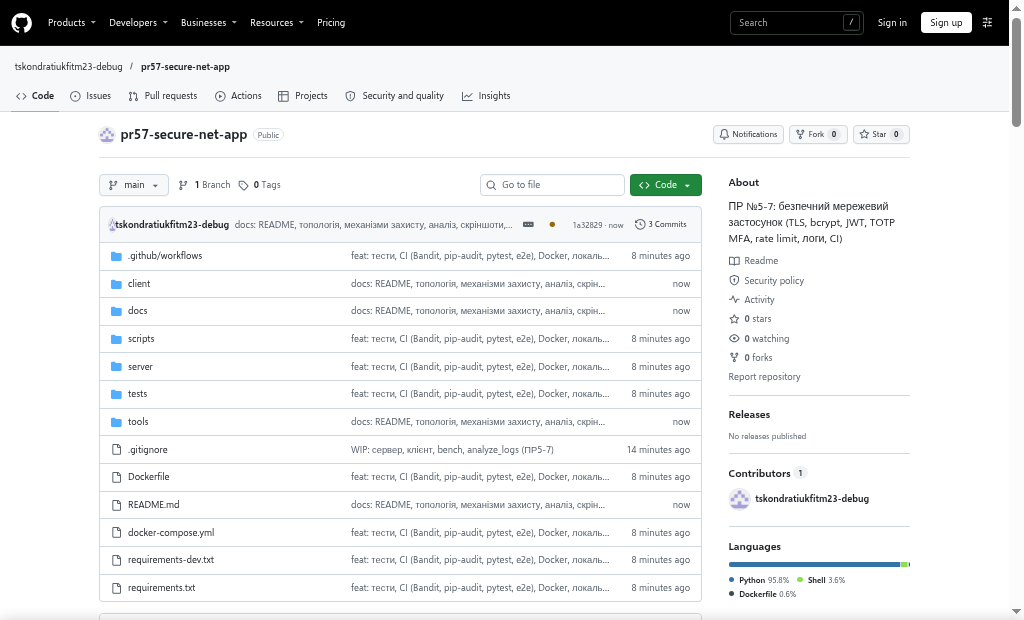 Products Developers Businesses Resources Pricing Search / Sign in Sign up
tskondratiukfitm23-debug / pr57-secure-net-app
Code Issues Pull requests Actions Projects Security and quality Insights
pr57-secure-net-app Public Notifications Fork 0 Star 0
main 1 Branch 0 Tags Go to file Code
tskondratiukfitm23-debug docs: README, топологія, механізми захисту, аналіз, скріншоти,... 1a32829 · now 3 Commits
.github/workflows feat: тести, CI (Bandit, pip-audit, pytest, e2e), Docker, локаль... 8 minutes ago
client docs: README, топологія, механізми захисту, аналіз, скрін... now
docs docs: README, топологія, механізми захисту, аналіз, скрін... now
scripts feat: тести, CI (Bandit, pip-audit, pytest, e2e), Docker, локаль... 8 minutes ago
server feat: тести, CI (Bandit, pip-audit, pytest, e2e), Docker, локаль... 8 minutes ago
tests feat: тести, CI (Bandit, pip-audit, pytest, e2e), Docker, локаль... 8 minutes ago
tools docs: README, топологія, механізми захисту, аналіз, скрін... now
.gitignore WIP: сервер, клієнт, bench, analyze_logs (ПР5-7) 14 minutes ago
Dockerfile feat: тести, CI (Bandit, pip-audit, pytest, e2e), Docker, локаль... 8 minutes ago
README.md docs: README, топологія, механізми захисту, аналіз, скрін... now
docker-compose.yml feat: тести, CI (Bandit, pip-audit, pytest, e2e), Docker, локаль... 8 minutes ago
requirements-dev.txt feat: тести, CI (Bandit, pip-audit, pytest, e2e), Docker, локаль... 8 minutes ago
requirements.txt feat: тести, CI (Bandit, pip-audit, pytest, e2e), Docker, локаль... 8 minutes ago
About
ПР №5-7: безпечний мережевий
застосунок (TLS, bcrypt, JWT, TOTP
MFA, rate limit, логи, CI)
Readme
Security policy
Activity
0 stars
0 watching
0 forks
Report repository
Releases
No releases published
Contributors 1
tskondratiukfitm23-debug
Languages
Python 95.8% Shell 3.6%
Dockerfile 0.6%